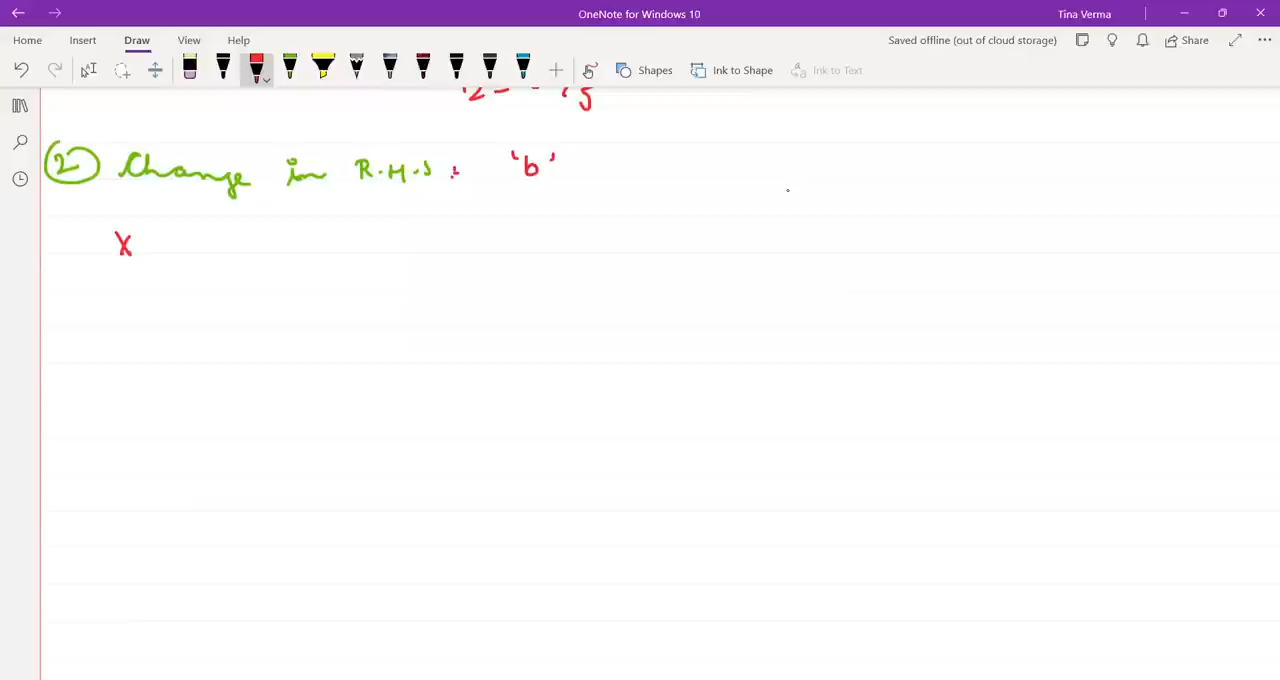 OneNote for Windows 10
Tina Verma
Home Insert Draw View Help
Saved offline (out of cloud storage)
Share
Shapes
Ink to Shape
Ink to Text
② Change in R.H.S : 'b'
X